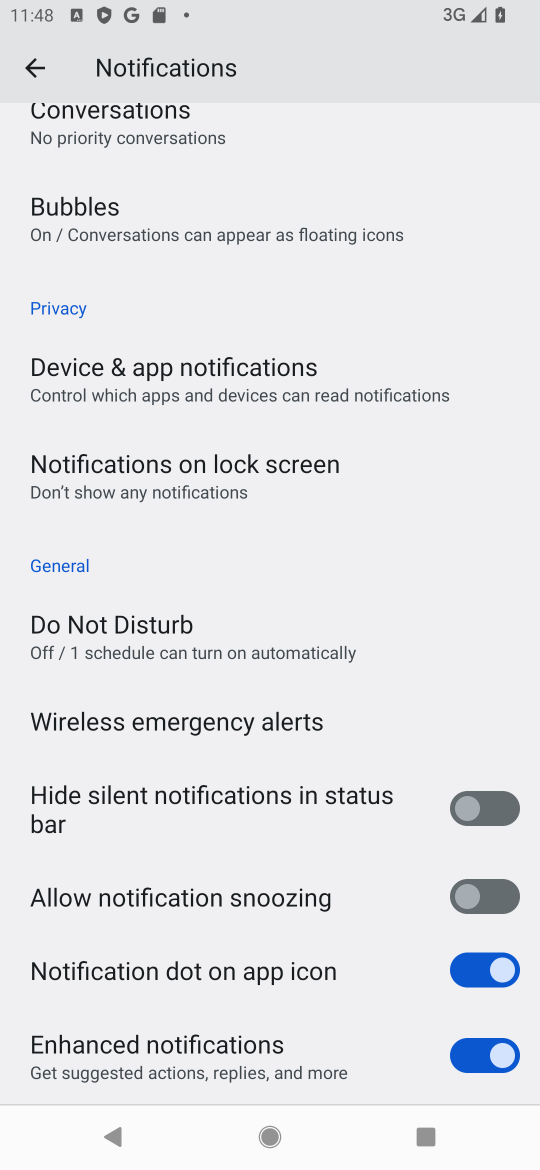 11:48
3G
Notifications
Conversations
No priority conversations
Bubbles
On / Conversations can appear as floating icons
Privacy
Device & app notifications
Control which apps and devices can read notifications
Notifications on lock screen
Don’t show any notifications
General
Do Not Disturb
Off / 1 schedule can turn on automatically
Wireless emergency alerts
Hide silent notifications in status
bar
Allow notification snoozing
Notification dot on app icon
Enhanced notifications
Get suggested actions, replies, and more